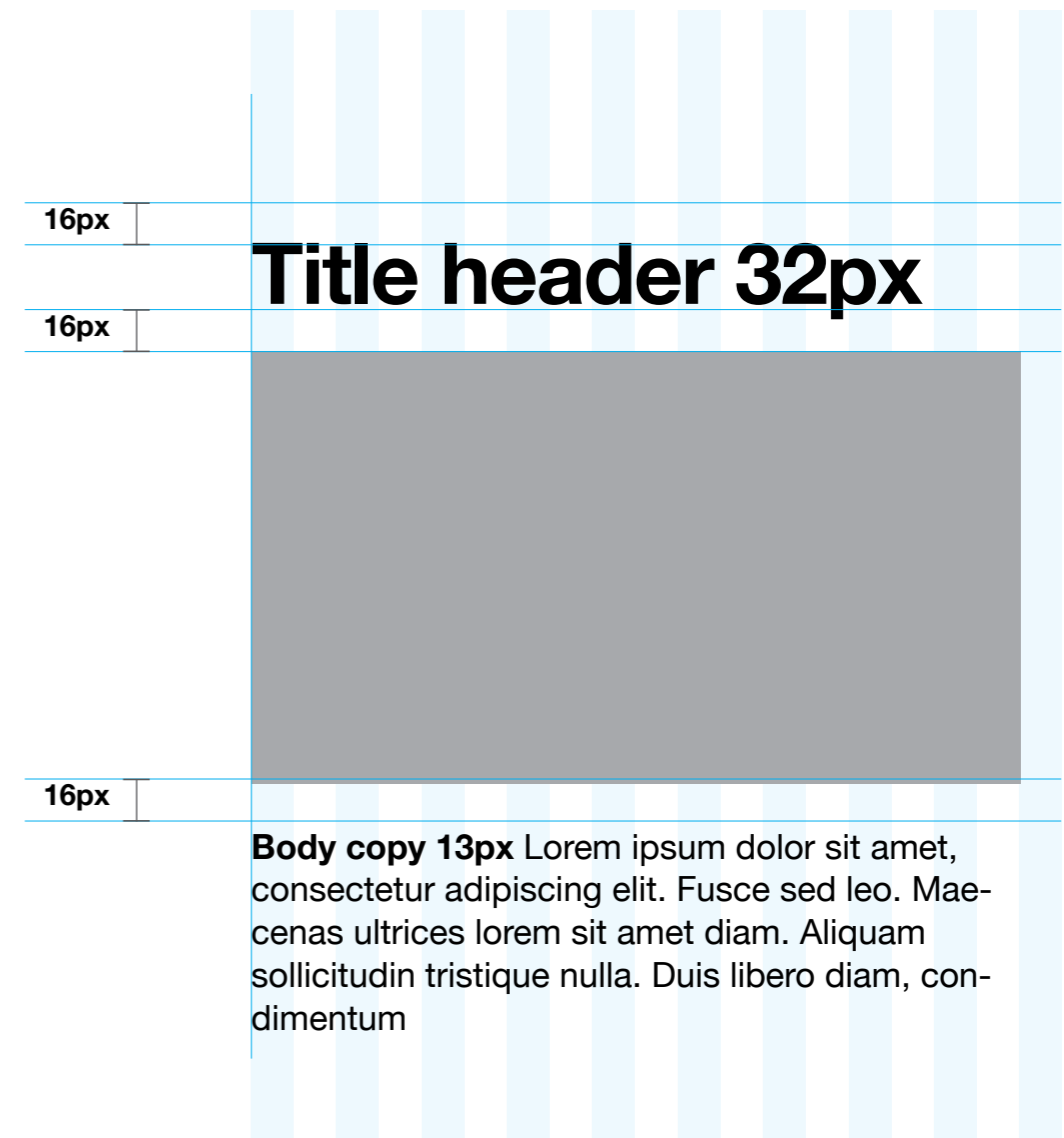 16px
Title header 32px
16px
16px
Body copy 13px Lorem ipsum dolor sit amet,
consectetur adipiscing elit. Fusce sed leo. Mae-
cenas ultrices lorem sit amet diam. Aliquam
sollicitudin tristique nulla. Duis libero diam, con-
dimentum